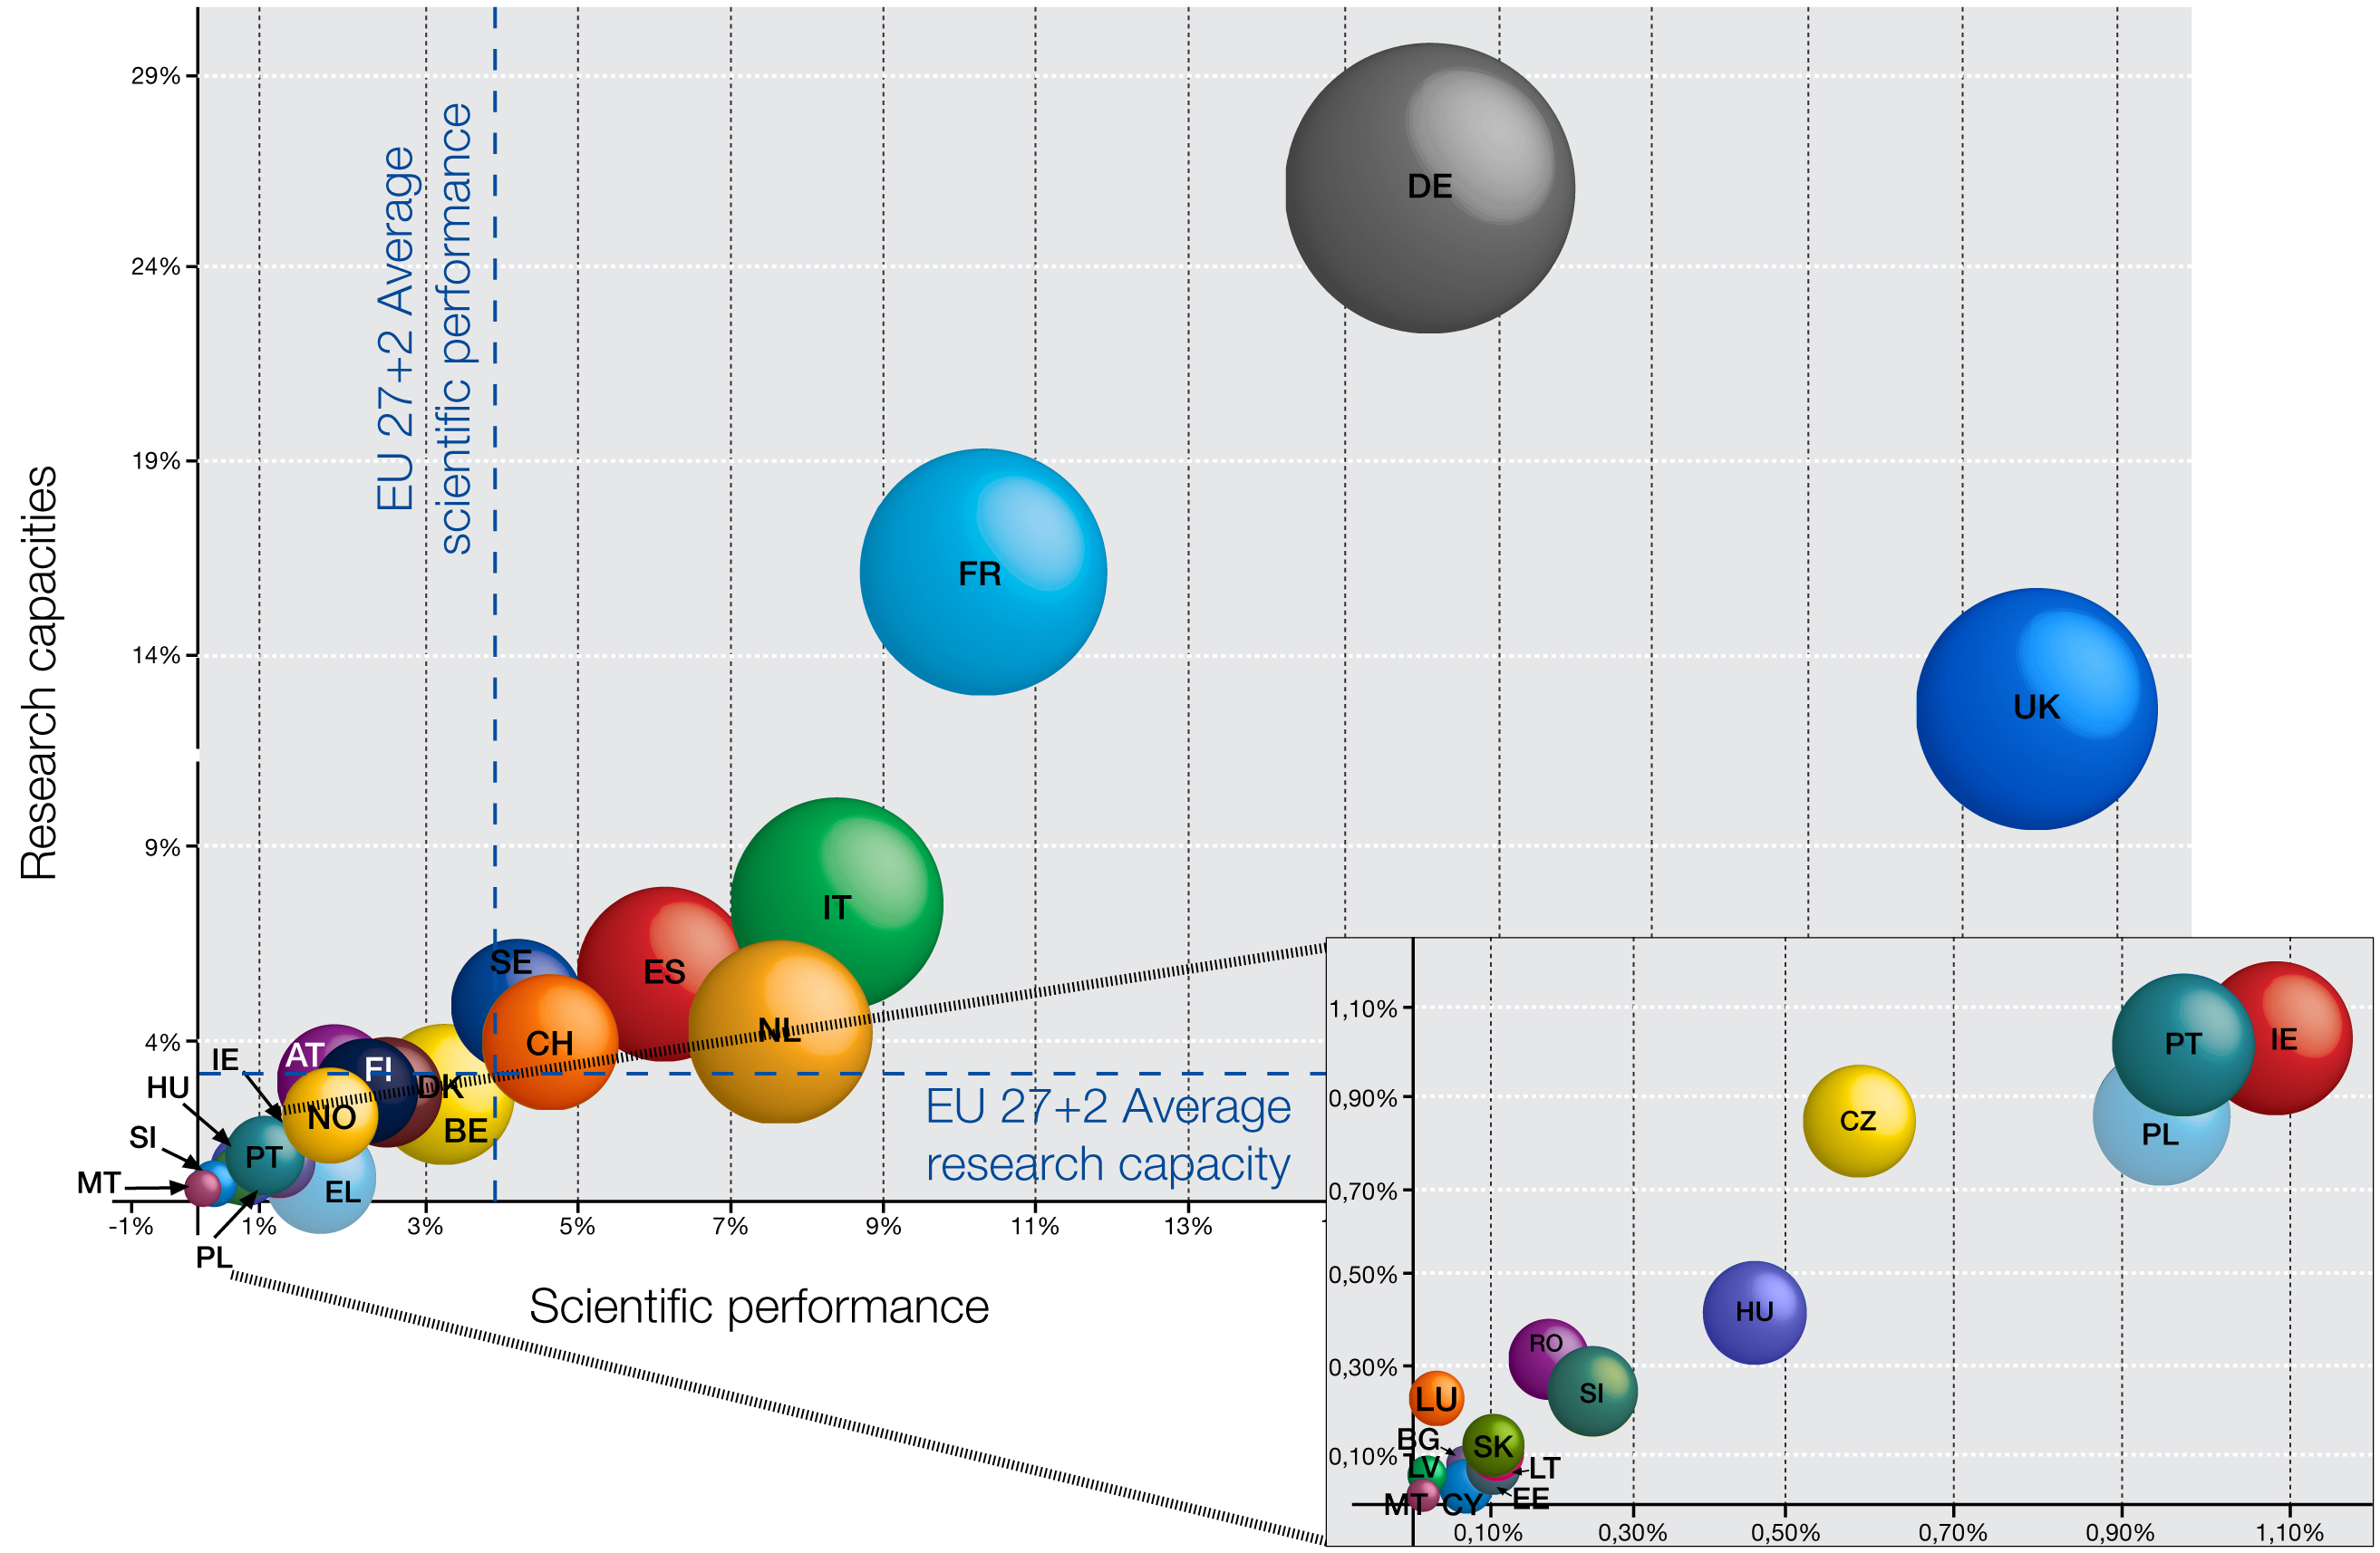 29%
24%
19%
14%
9%
4%
Research capacities
EU 27+2 Average
scientific performance
DE
FR
UK
IT
ES
SE
NL
CH
AT
F!
DK
BE
NO
IE
HU
SI
MT
PT
EL
PL
EU 27+2 Average
research capacity
-1%
1%
3%
5%
7%
9%
11%
13%
Scientific performance
1,10%
0,90%
0,70%
0,50%
0,30%
0,10%
PT
IE
PL
CZ
HU
RO
SI
LU
BG
SK
LV
LT
MT
CY
EE
0,10%
0,30%
0,50%
0,70%
0,90%
1,10%